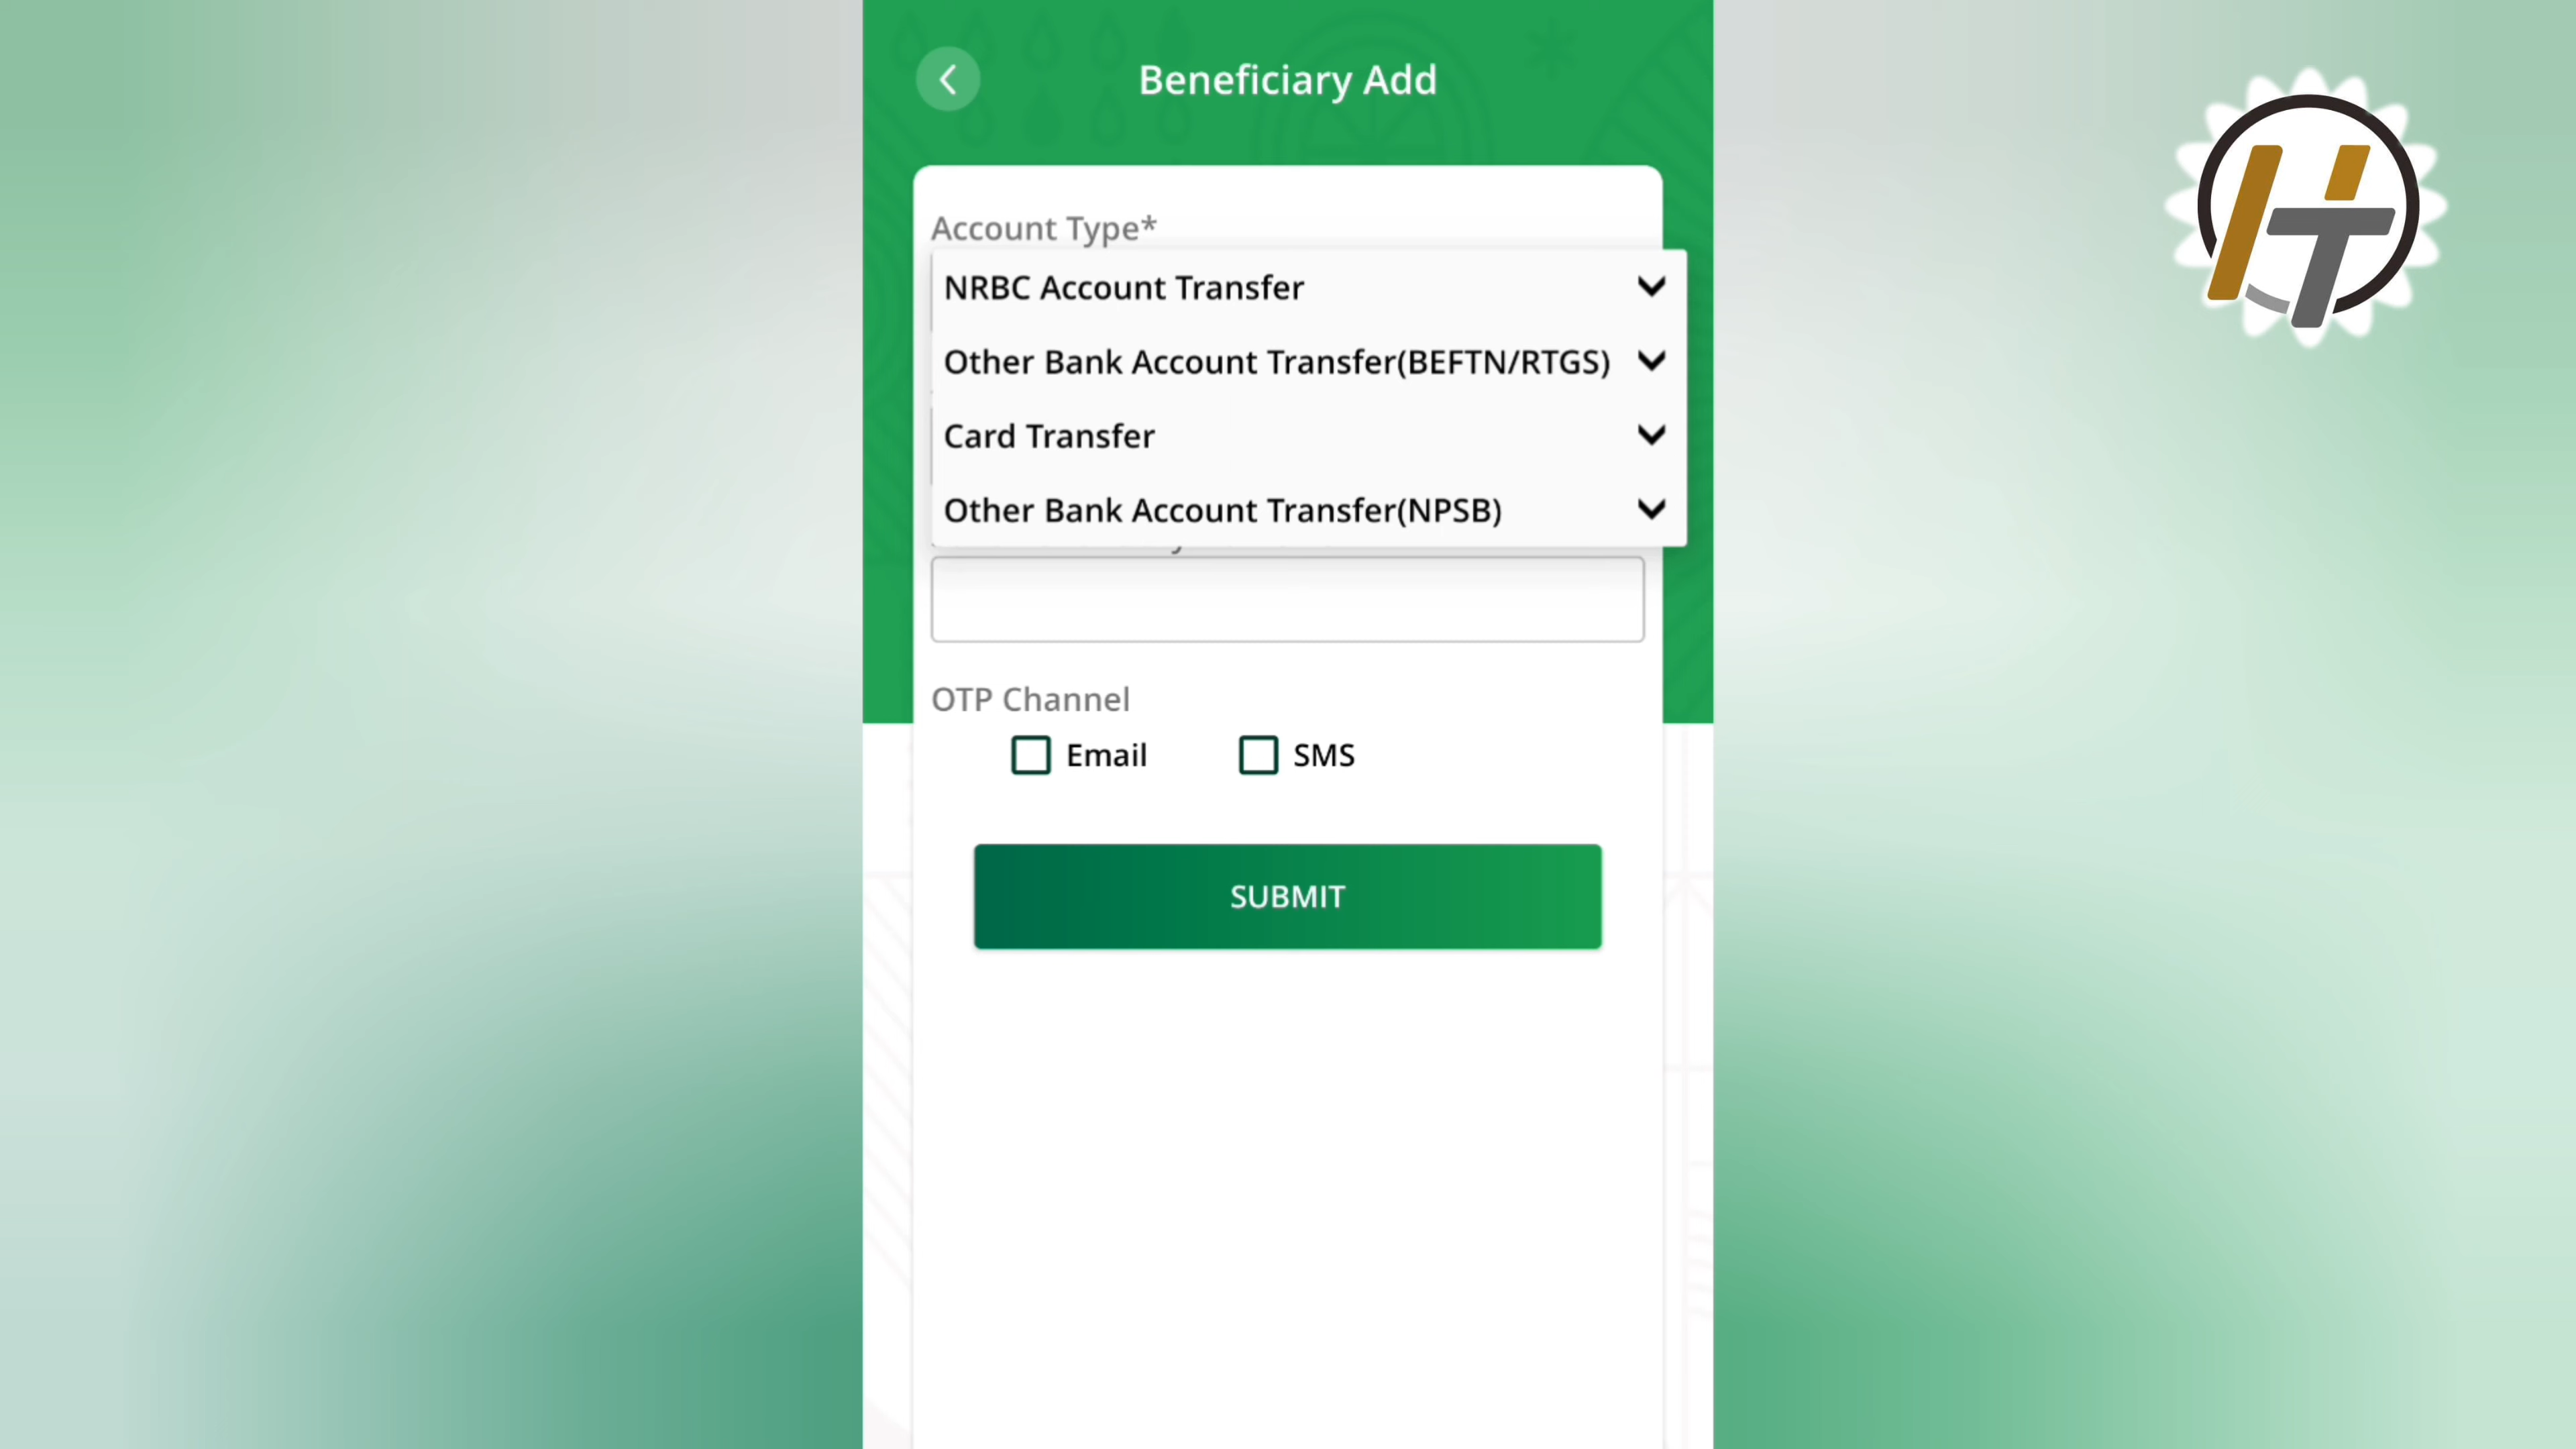 Beneficiary Add
Account Type*
NRBC Account Transfer
Other Bank Account Transfer(BEFTN/RTGS)
Card Transfer
Other Bank Account Transfer(NPSB)
OTP Channel
Email
SMS
SUBMIT
HT